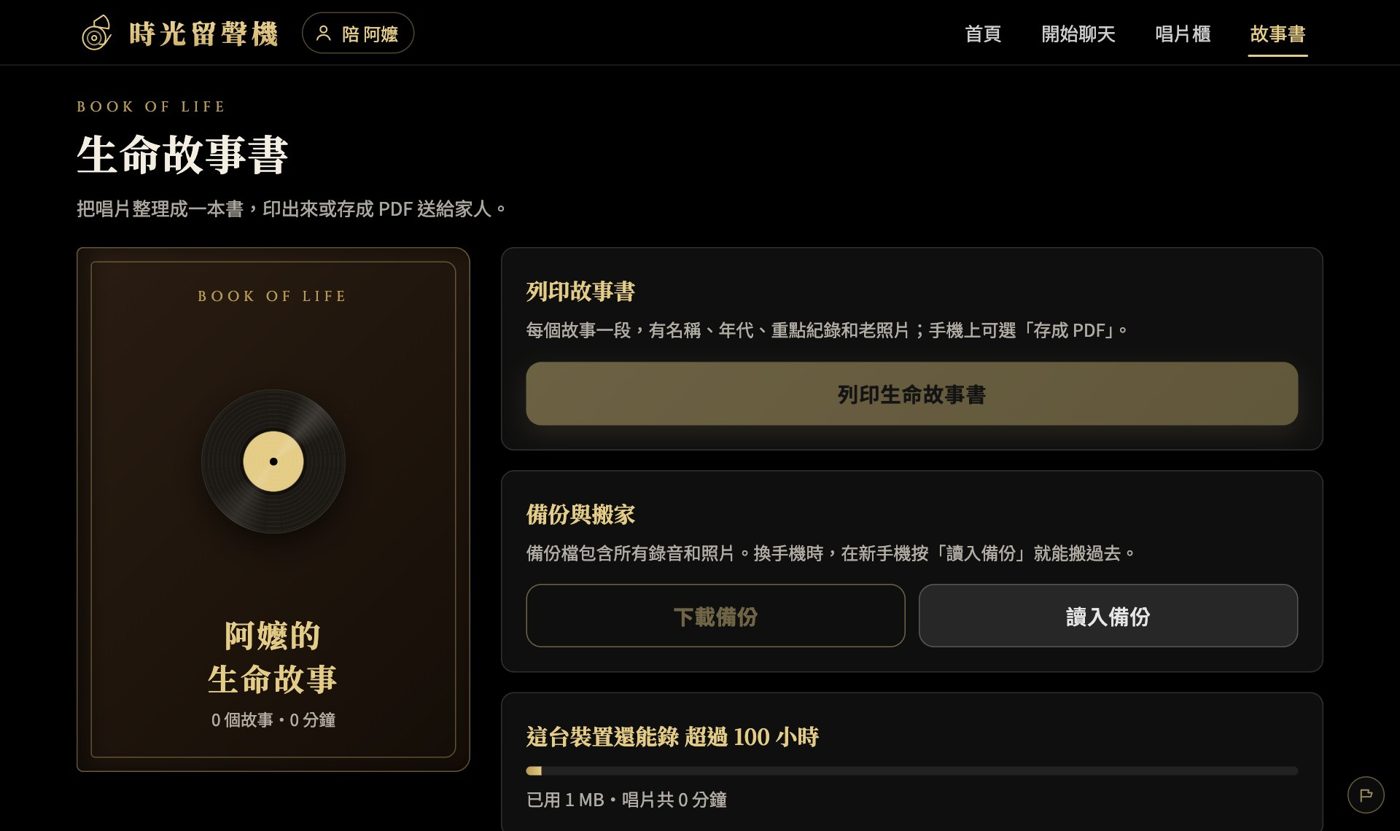 時光留聲機
陪 阿嬤
首頁
開始聊天
唱片櫃
故事書
BOOK OF LIFE
生命故事書
把唱片整理成一本書，印出來或存成 PDF 送給家人。
BOOK OF LIFE
阿嬤的
生命故事
0 個故事・0 分鐘
列印故事書
每個故事一段，有名稱、年代、重點紀錄和老照片；手機上可選「存成 PDF」。
列印生命故事書
備份與搬家
備份檔包含所有錄音和照片。換手機時，在新手機按「讀入備份」就能搬過去。
下載備份
讀入備份
這台裝置還能錄 超過 100 小時
已用 1 MB・唱片共 0 分鐘